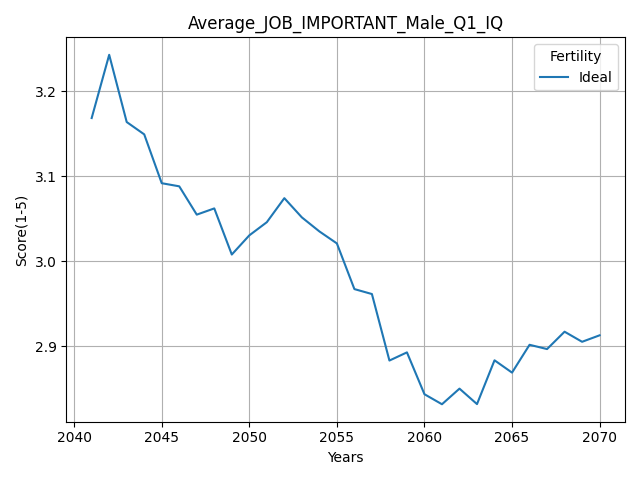 Average_JOB_IMPORTANT_Male_Q1_IQ
Fertility
Ideal
Score(1-5)
3.2
3.1
3.0
2.9
2040 2045 2050 2055 2060 2065 2070
Years